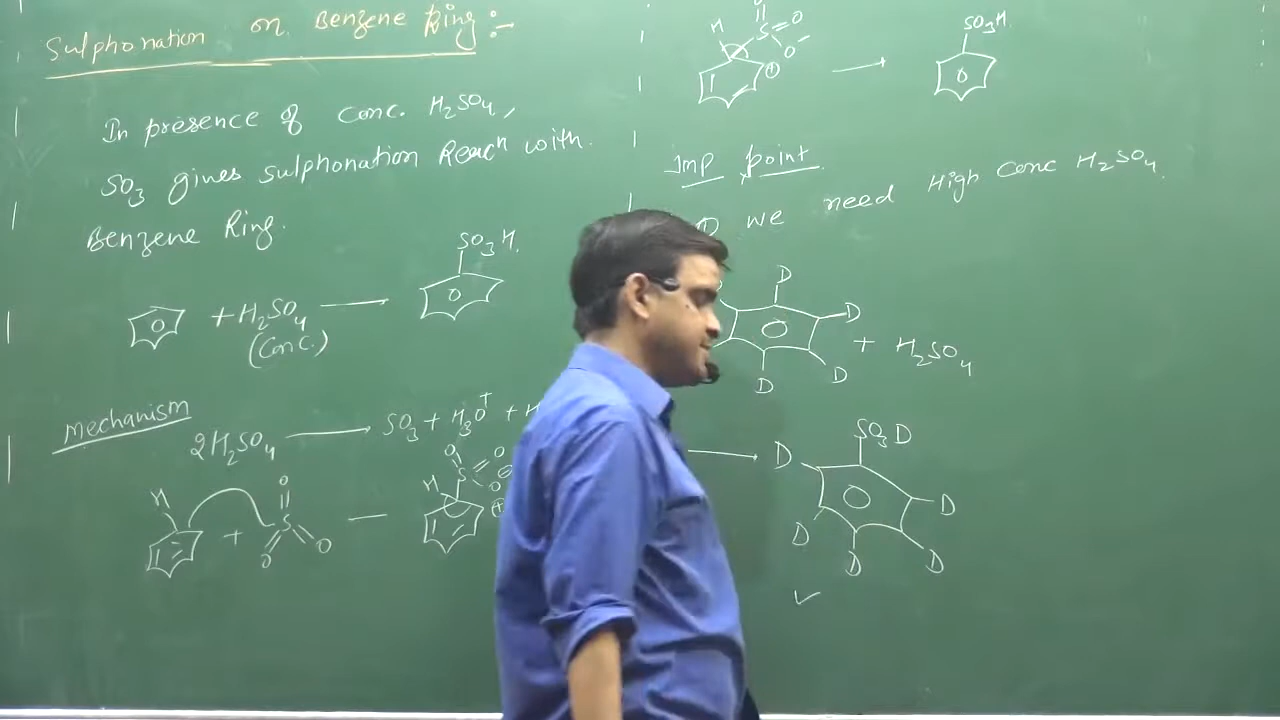 Sulphonation on Benzene Ring :-
In presence of conc. H2SO4,
SO3 gives sulphonation Reacn with
Benzene Ring.
SO3H.
+ H2SO4
(Conc.)
mechanism
2H2SO4 → SO3 + H3O+ + H
H
+
O
S
O
O
H
O
O
S
O
⊖
⊕
H
O
S
O
O-
⊕
SO3H
Imp point
① we need High conc H2SO4.
D
D
D
D
+ H2SO4
SO3D
D
D
D
D
D